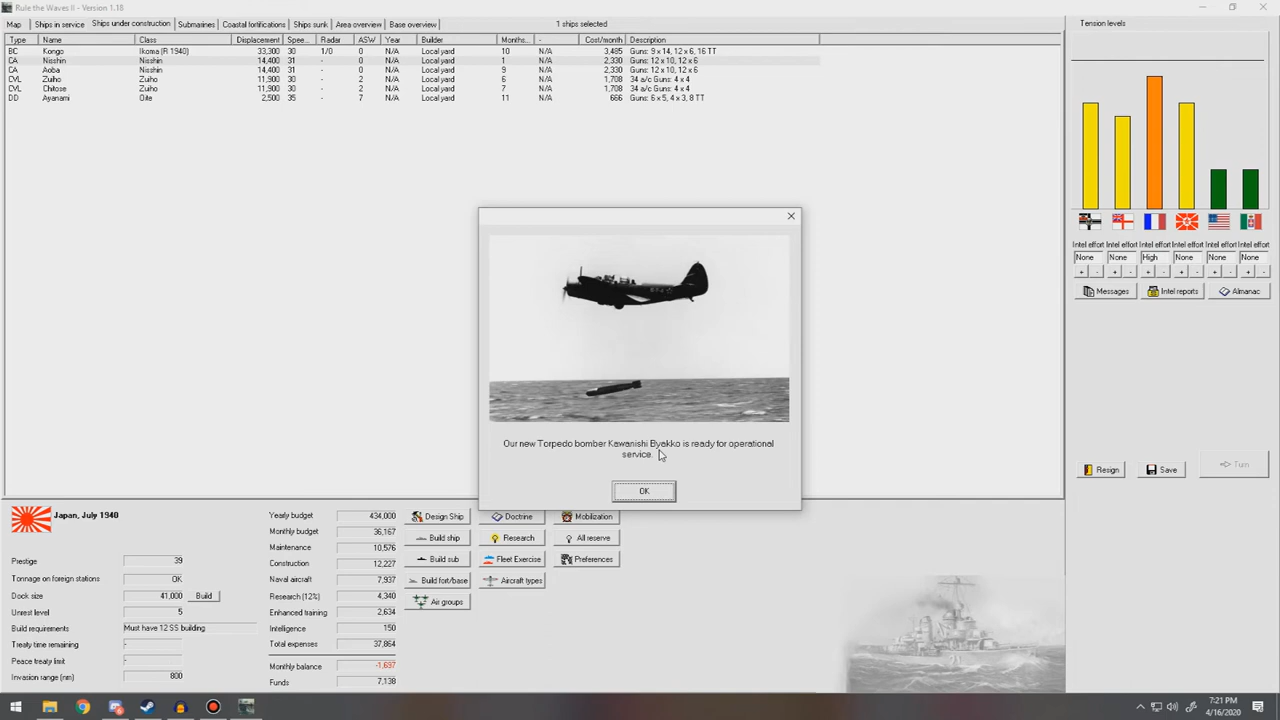 Rule the Waves II - Version 1.18
Map Ships in service Ships under construction Submarines Coastal fortifications Ships sunk Area overview Base overview 1 ships selected
Type Name Class Displacement Spee... Radar ASW Year Builder Months... - Cost/month Description
BC Kongo Ikoma (R 1940) 33,300 30 1/0 0 N/A Local yard 10 N/A 3,485 Guns: 9 x 14, 12 x 6, 16 TT
CA Nisshin Nisshin 14,400 31 - 0 N/A Local yard 1 N/A 2,330 Guns: 12 x 10, 12 x 6
CA Aoba Nisshin 14,400 31 - 0 N/A Local yard 9 N/A 2,330 Guns: 12 x 10, 12 x 6
CVL Zuiho Zuiho 11,900 30 - 2 N/A Local yard 6 N/A 1,708 34 a/c Guns: 4 x 4
CVL Chitose Zuiho 11,900 30 - 2 N/A Local yard 7 N/A 1,708 34 a/c Guns: 4 x 4
DD Ayanami Oite 2,500 35 - 7 N/A Local yard 11 N/A 666 Guns: 6 x 5, 4 x 3, 8 TT
Tension levels
Intel effort Intel effort Intel effort Intel effort Intel effort Intel effort
None None High None None None
+ - + - + - + - + - + -
Messages Intel reports Almanac
Our new Torpedo bomber Kawanishi Byakko is ready for operational
service.
OK
Resign Save Turn
Japan, July 1940
Prestige 39
Tonnage on foreign stations OK
Dock size 41,000 Build
Unrest level 5
Build requirements Must have 12 SS building
Treaty time remaining -
Peace treaty limit -
Invasion range (nm) 800
Yearly budget 434,000
Monthly budget 36,167
Maintenance 10,576
Construction 12,227
Naval aircraft 7,937
Research (12%) 4,340
Enhanced training 2,634
Intelligence 150
Total expenses 37,864
Monthly balance -1,697
Funds 7,138
Design Ship Doctrine Mobilization
Build ship Research All reserve
Build sub Fleet Exercise Preferences
Build fort/base Aircraft types
Air groups
7:21 PM
4/16/2020